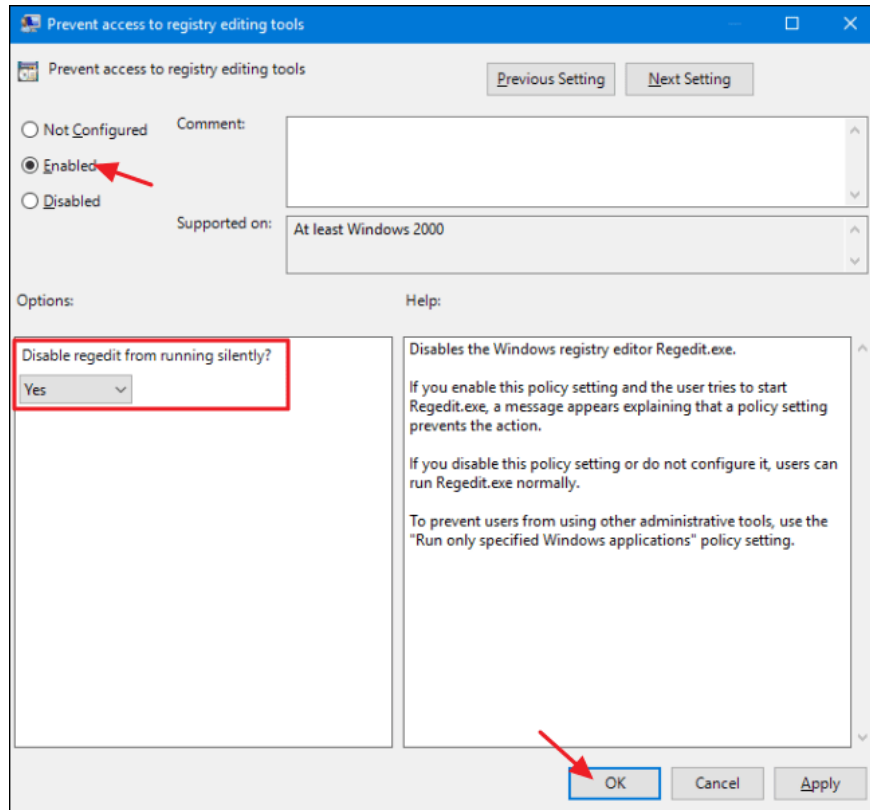 Prevent access to registry editing tools
Prevent access to registry editing tools
Previous Setting
Next Setting
Not Configured
Comment:
Enabled
Disabled
Supported on:
At least Windows 2000
Options:
Help:
Disable regedit from running silently?
Yes
Disables the Windows registry editor Regedit.exe.
If you enable this policy setting and the user tries to start
Regedit.exe, a message appears explaining that a policy setting
prevents the action.
If you disable this policy setting or do not configure it, users can
run Regedit.exe normally.
To prevent users from using other administrative tools, use the
"Run only specified Windows applications" policy setting.
OK
Cancel
Apply